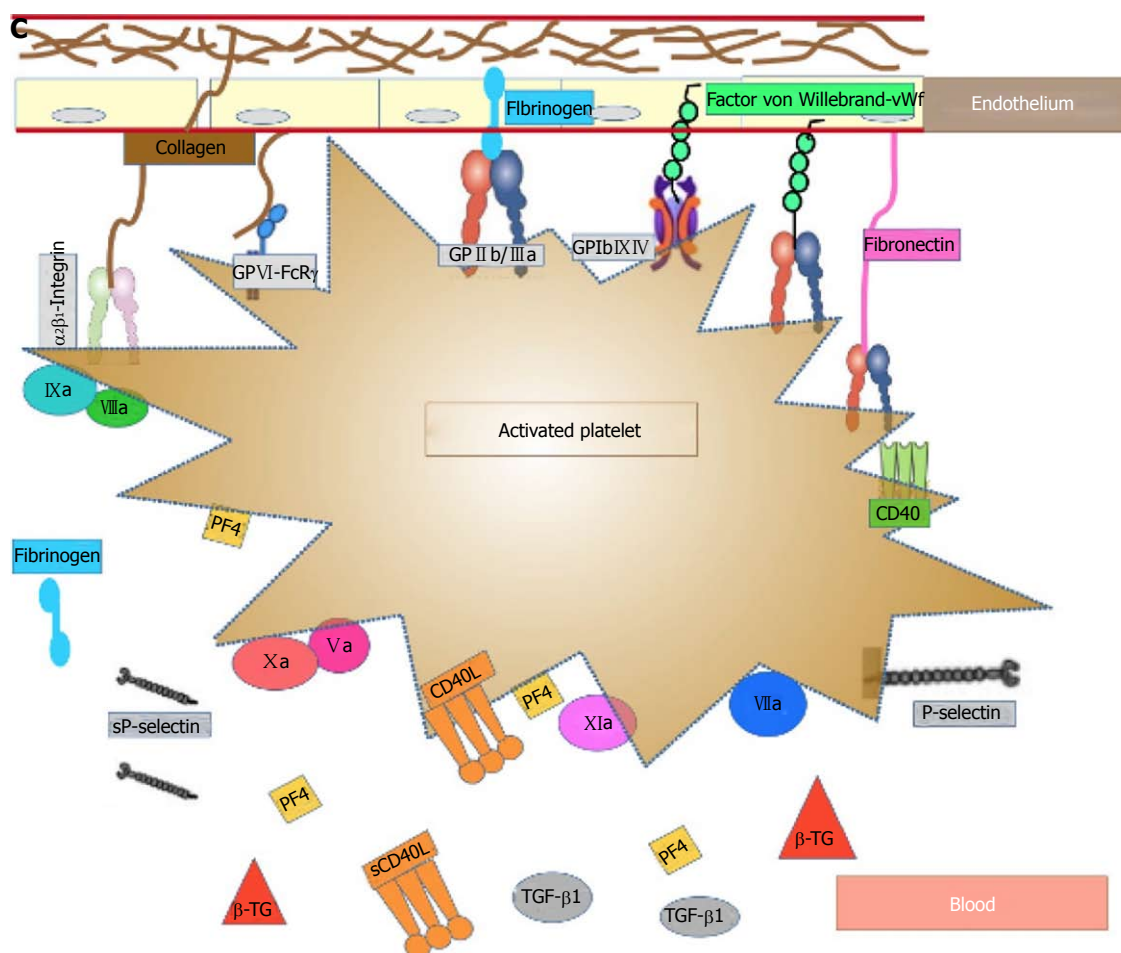 C
FIbrinogen
Factor von Willebrand-vWf
Endothelium
Collagen
GPⅥ-FcRγ
GPⅡb/Ⅲa
GPIbⅨⅣ
Fibronectin
α₂β₁-Integrin
Ⅸa
Ⅷa
Activated platelet
CD40
PF4
Fibrinogen
Ⅹa
Ⅴa
CD40L
PF4
XIa
Ⅶa
P-selectin
sP-selectin
PF4
β-TG
sCD40L
PF4
β-TG
TGF-β1
TGF-β1
Blood